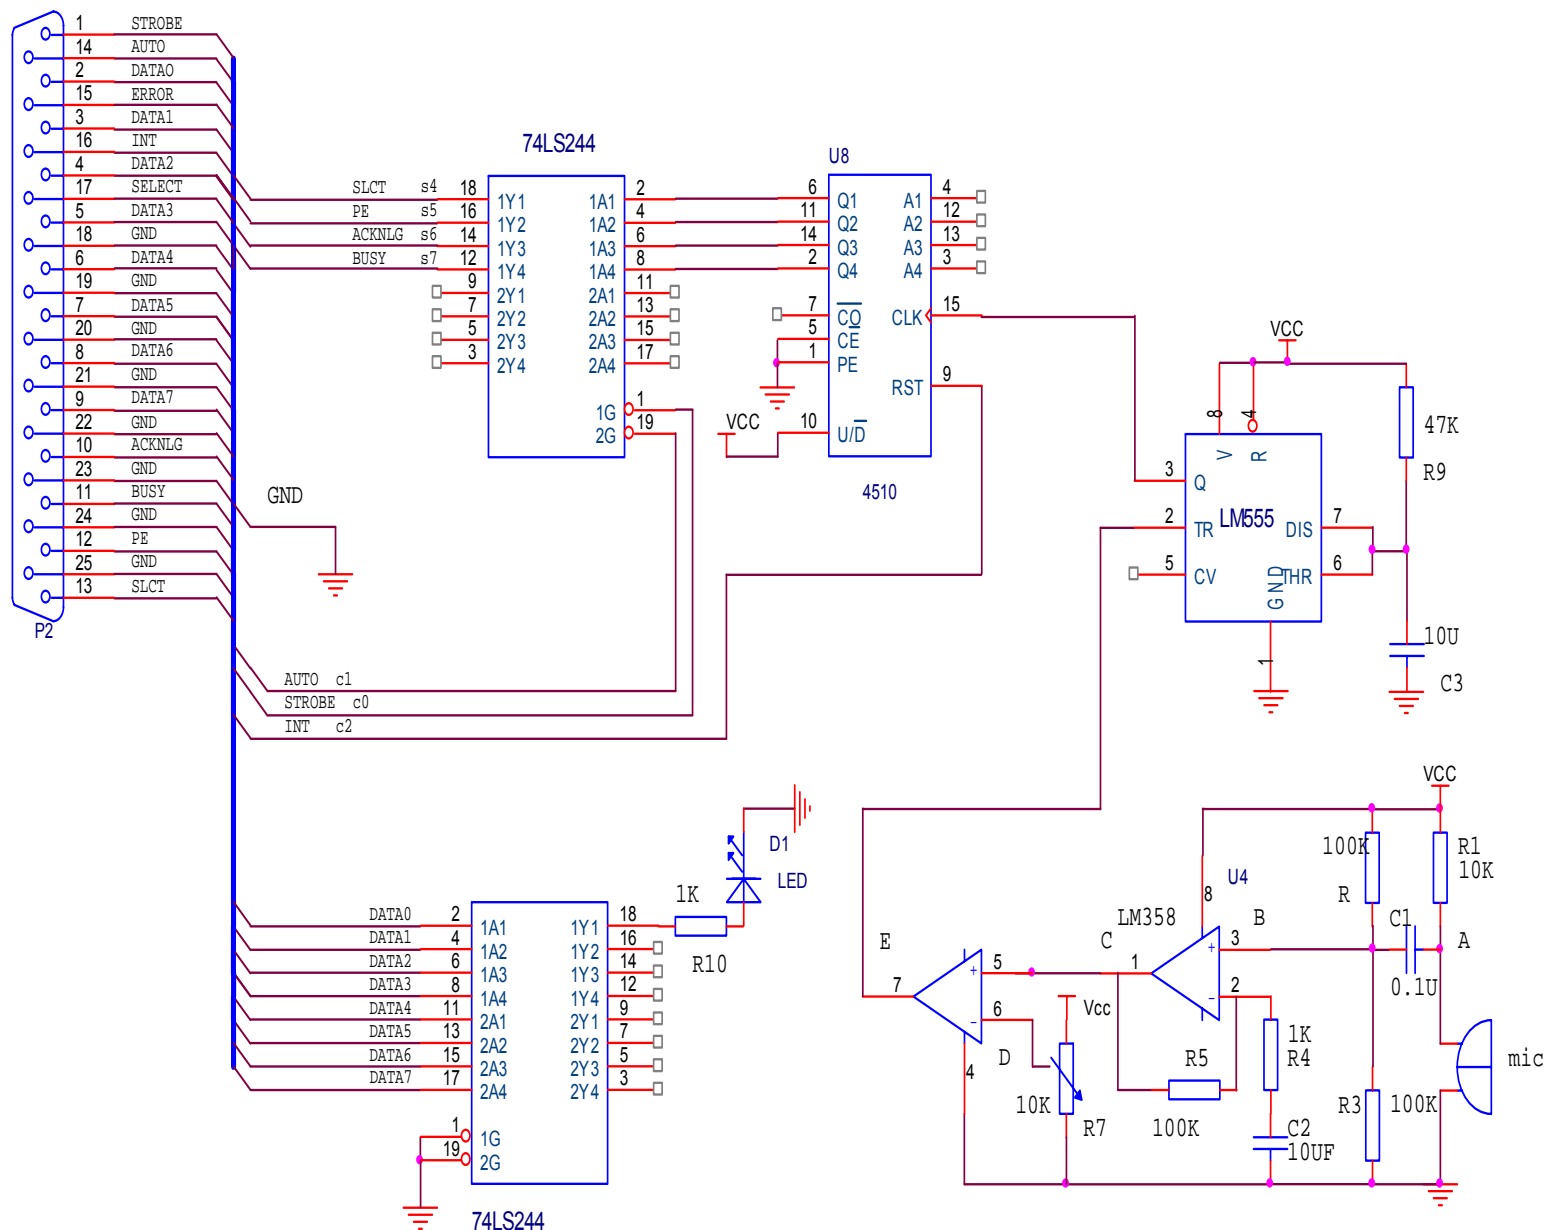 1 STROBE
14 AUTO
2 DATA0
15 ERROR
3 DATA1
16 INT
4 DATA2
17 SELECT
5 DATA3
18 GND
6 DATA4
19 GND
7 DATA5
20 GND
8 DATA6
21 GND
9 DATA7
22 GND
10 ACKNLG
23 GND
11 BUSY
24 GND
12 PE
25 GND
13 SLCT
P2
GND
74LS244
SLCT s4 18 1Y1 1A1 2
PE s5 16 1Y2 1A2 4
ACKNLG s6 14 1Y3 1A3 6
BUSY s7 12 1Y4 1A4 8
9 2Y1 2A1 11
7 2Y2 2A2 13
5 2Y3 2A3 15
3 2Y4 2A4 17
1G 1
2G 19
U8
6 Q1 A1 4
11 Q2 A2 12
14 Q3 A3 13
2 Q4 A4 3
7 CO CLK 15
5 CE
1 PE
RST 9
VCC 10 U/D
4510
VCC
8 4
V R
47K
R9
3 Q
LM555
2 TR DIS 7
5 CV THR 6
GND
1
10U
C3
AUTO c1
STROBE c0
INT c2
D1
LED
1K
R10
DATA0 2 1A1 1Y1 18
DATA1 4 1A2 1Y2 16
DATA2 6 1A3 1Y3 14
DATA3 8 1A4 1Y4 12
DATA4 11 2A1 2Y1 9
DATA5 13 2A2 2Y2 7
DATA6 15 2A3 2Y3 5
DATA7 17 2A4 2Y4 3
1 1G
19 2G
74LS244
VCC
100K
R
R1
10K
U4
8
LM358
C 1 + 3 B
- 2
C1
0.1U
A
E
7 + 5
- 6
4
D
Vcc
10K
R7
R5
100K
1K
R4
C2
10UF
R3
100K
mic